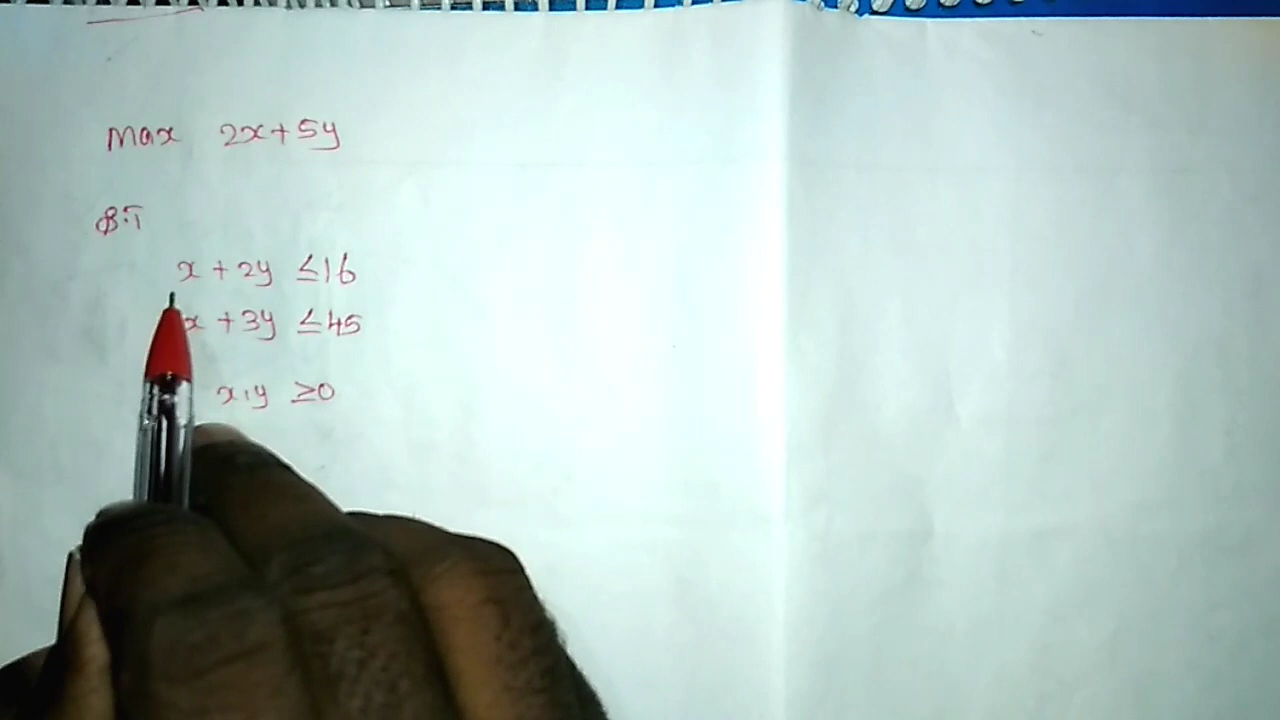 Max 2x+5y
S.T
x + 2y ≤16
x + 3y ≤45
x,y ≥0